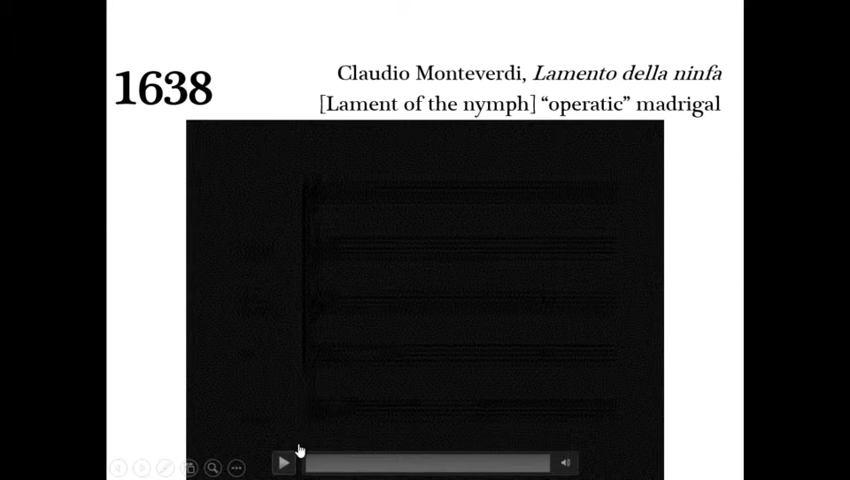 1638
Claudio Monteverdi, Lamento della ninfa
[Lament of the nymph] “operatic” madrigal